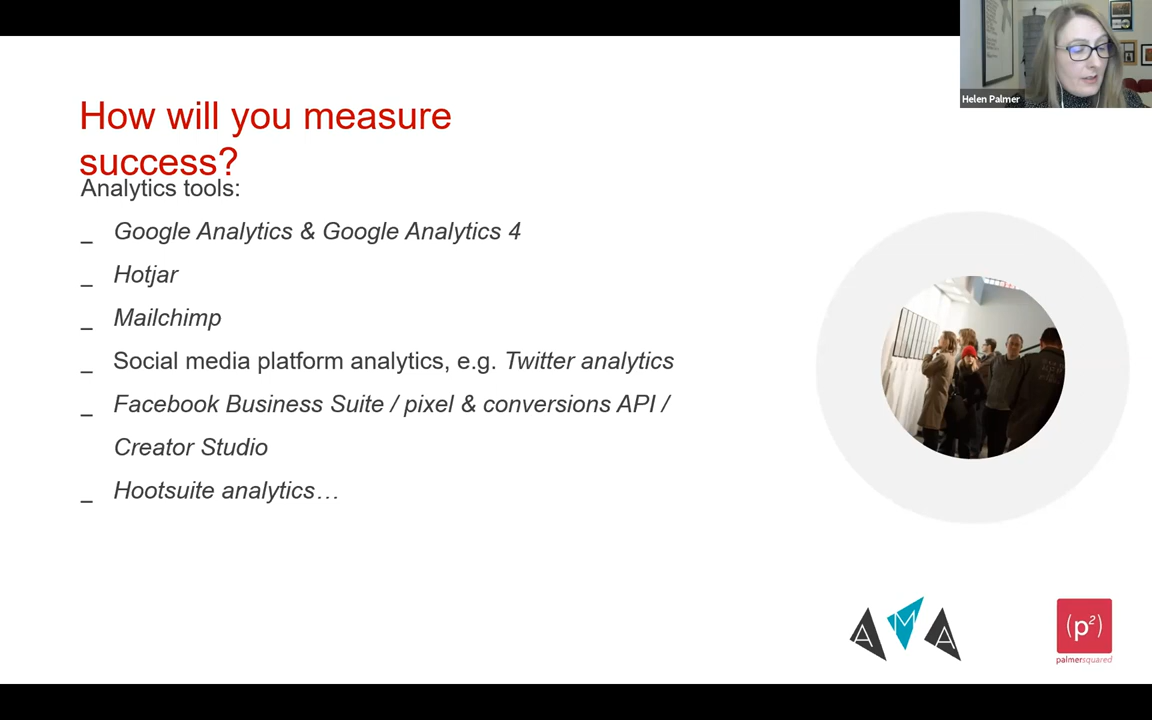 Helen Palmer
How will you measure
success?
Analytics tools:
_ Google Analytics & Google Analytics 4
_ Hotjar
_ Mailchimp
_ Social media platform analytics, e.g. Twitter analytics
_ Facebook Business Suite / pixel & conversions API /
Creator Studio
_ Hootsuite analytics…
AMA
(p²)
palmersquared